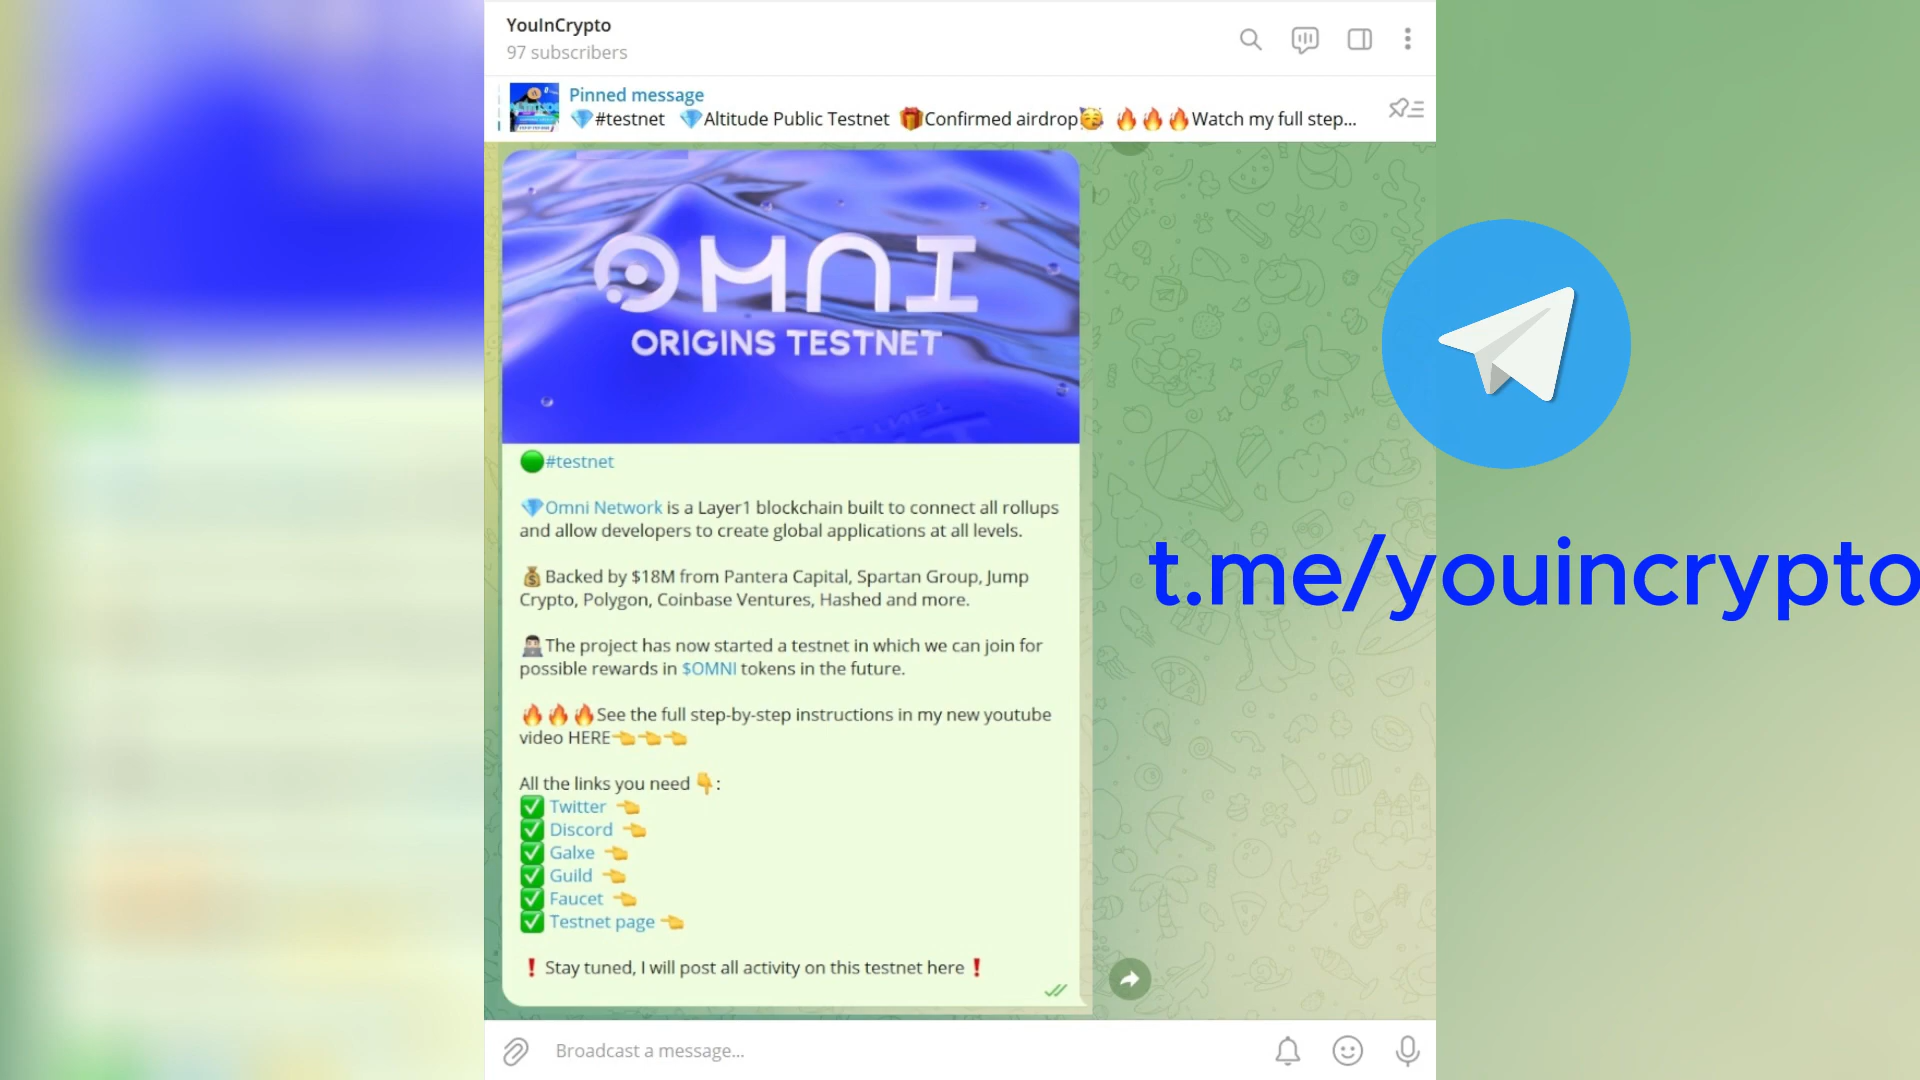 YouInCrypto
97 subscribers
Pinned message
💎#testnet 💎Altitude Public Testnet 🎁Confirmed airdrop🥳 🔥🔥🔥Watch my full step...
OMNI
ORIGINS TESTNET
🟢#testnet
💎Omni Network is a Layer1 blockchain built to connect all rollups
and allow developers to create global applications at all levels.
💰Backed by $18M from Pantera Capital, Spartan Group, Jump
Crypto, Polygon, Coinbase Ventures, Hashed and more.
👨🏻‍💻The project has now started a testnet in which we can join for
possible rewards in $OMNI tokens in the future.
🔥🔥🔥See the full step-by-step instructions in my new youtube
video HERE👈👈👈
All the links you need 👇:
✅ Twitter 👈
✅ Discord 👈
✅ Galxe 👈
✅ Guild 👈
✅ Faucet 👈
✅ Testnet page 👈
❗Stay tuned, I will post all activity on this testnet here❗
Broadcast a message...
t.me/youincrypto